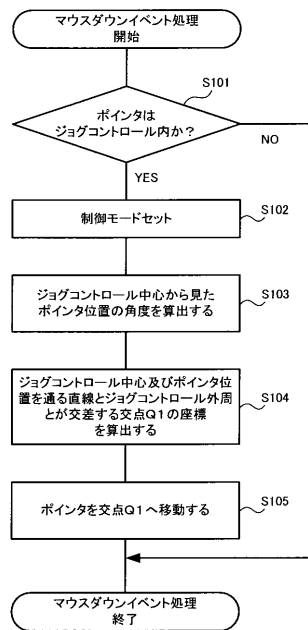 マウスダウンイベント処理
開始
S101
ポインタは
ジョグコントロール内か?
NO
YES
制御モードセット
S102
ジョグコントロール中心から見た
ポインタ位置の角度を算出する
S103
ジョグコントロール中心及びポインタ位
置を通る直線とジョグコントロール外周
とが交差する交点Q1の座標
を算出する
S104
ポインタを交点Q1へ移動する
S105
マウスダウンイベント処理
終了